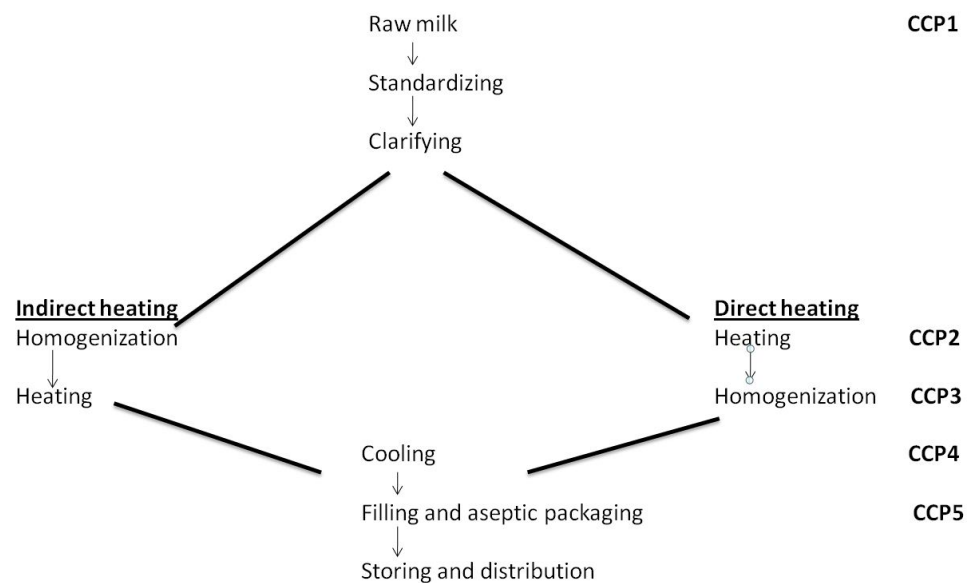 Raw milk CCP1
Standardizing
Clarifying
Indirect heating Direct heating
Homogenization Heating CCP2
Heating Homogenization CCP3
Cooling CCP4
Filling and aseptic packaging CCP5
Storing and distribution